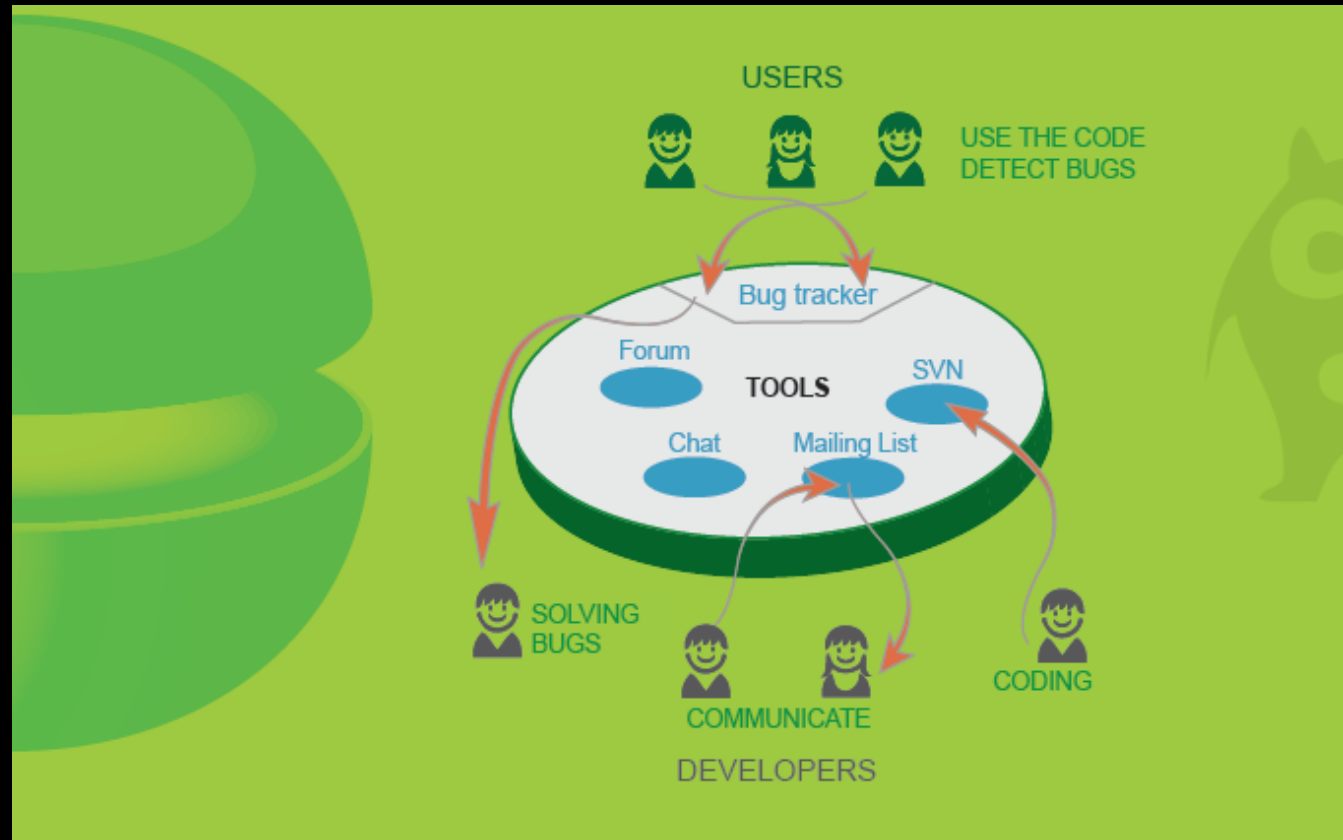 USERS
USE THE CODE
DETECT BUGS
Bug tracker
Forum
TOOLS
SVN
Chat
Mailing List
SOLVING
BUGS
COMMUNICATE
CODING
DEVELOPERS